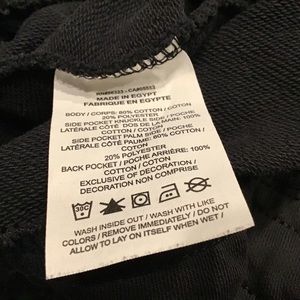 MADE IN EGYPT
FABRIQUE EN EGYPTE
BODY / CORPS: 80% COTTON / COTON
20% POLYESTER
SIDE POCKET KNUCKLE SIDE / POCHE
LATÉRALE CÔTÉ DOS DE LA MAIN: 100%
COTTON / COTON
SIDE POCKET PALM SIDE / POCHE
LATÉRALE CÔTÉ PAUME: 80% COTTON /
COTON
20% POLYESTER
BACK POCKET / POCHE ARRIÈRE: 100%
COTTON / COTON
EXCLUSIVE OF DECORATION /
DECORATION NON COMPRISE
30C
WASH INSIDE OUT / WASH WITH LIKE
COLORS / REMOVE IMMEDIATELY / DO NOT
ALLOW TO LAY ON ITSELF WHEN WET /